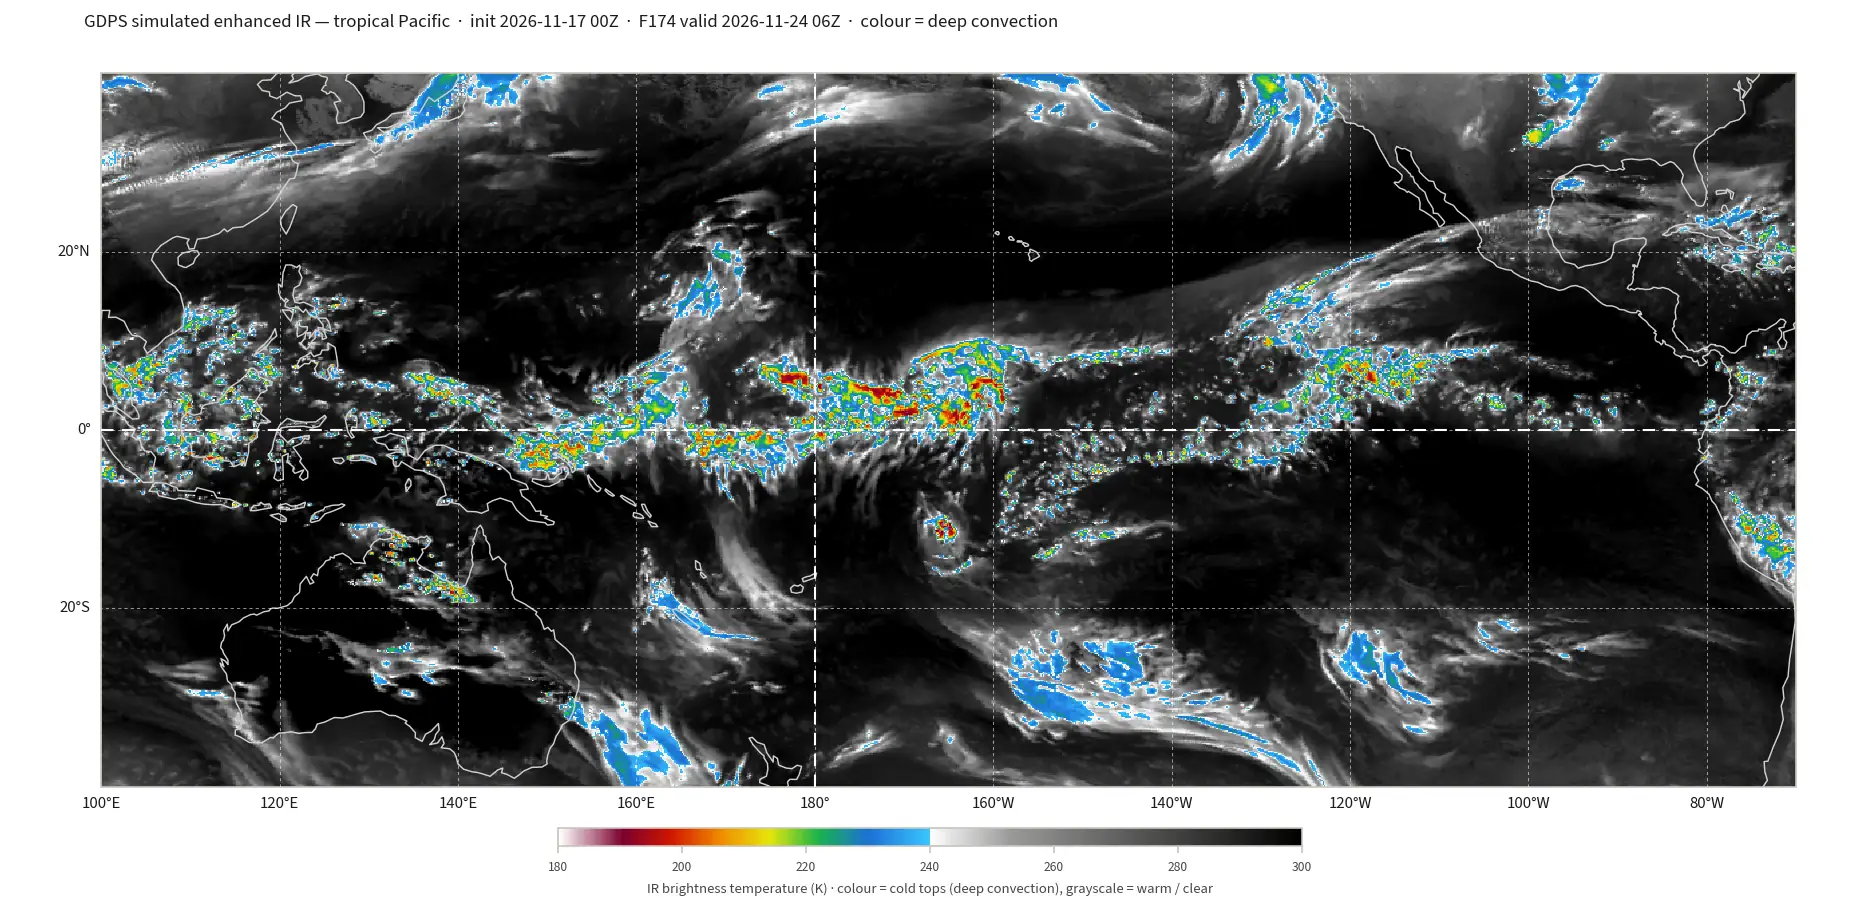 GDPS simulated enhanced IR — tropical Pacific · init 2026-11-17 00Z · F174 valid 2026-11-24 06Z · colour = deep convection
20°N
0°
20°S
100°E 120°E 140°E 160°E 180° 160°W 140°W 120°W 100°W 80°W
180 200 220 240 260 280 300
IR brightness temperature (K) · colour = cold tops (deep convection), grayscale = warm / clear